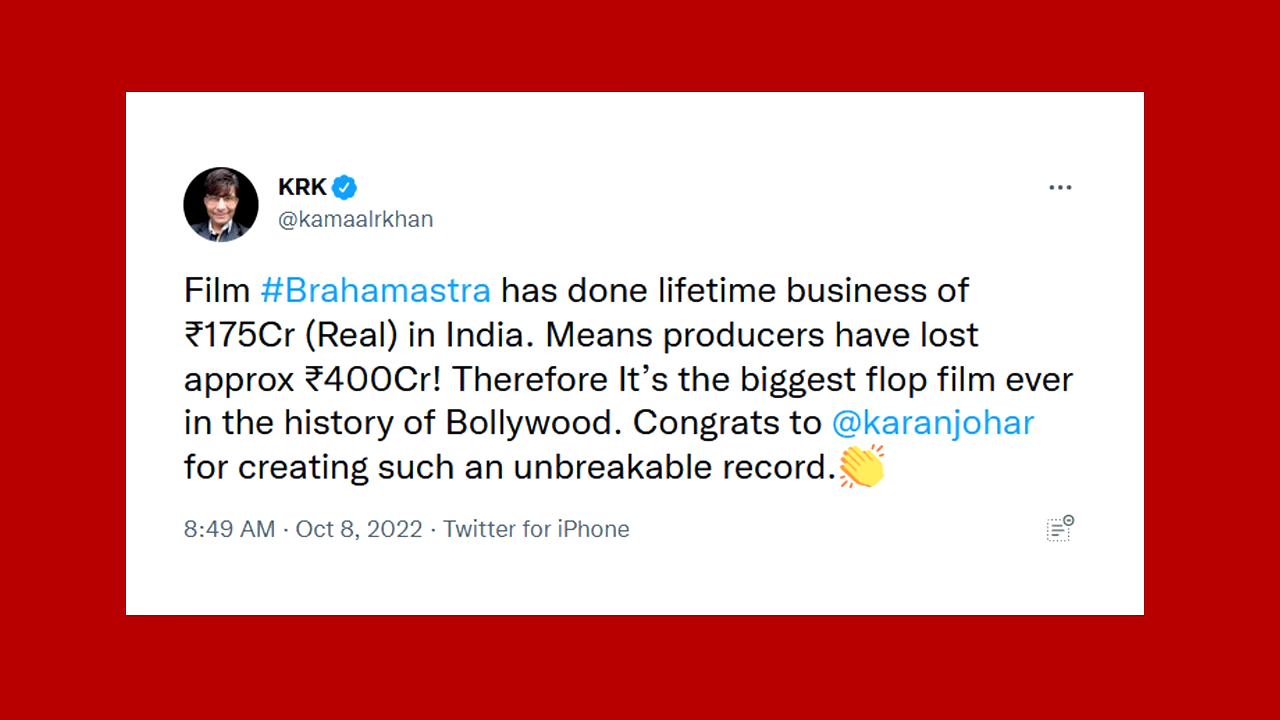 KRK
@kamaalrkhan
Film #Brahamastra has done lifetime business of
₹175Cr (Real) in India. Means producers have lost
approx ₹400Cr! Therefore It’s the biggest flop film ever
in the history of Bollywood. Congrats to @karanjohar
for creating such an unbreakable record.👏
8:49 AM · Oct 8, 2022 · Twitter for iPhone